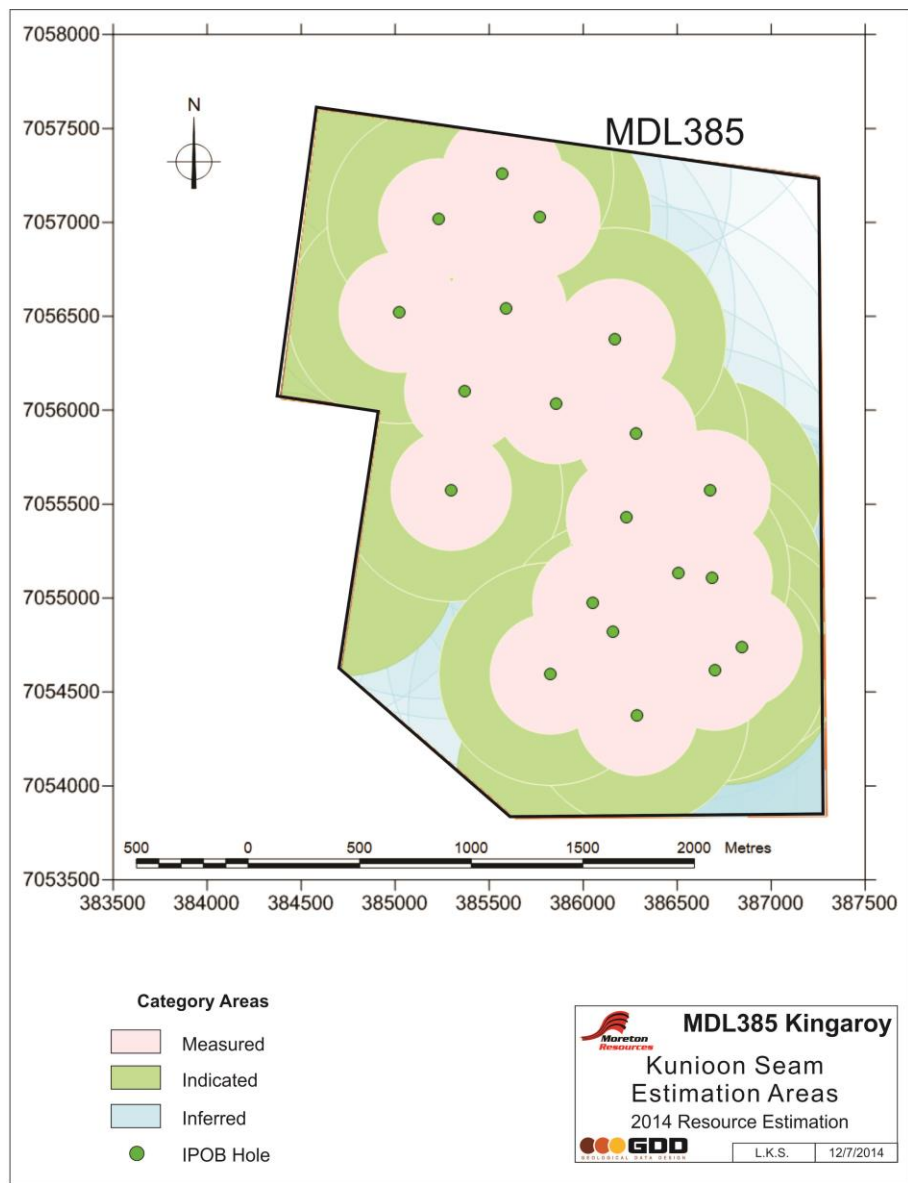 7058000
7057500
7057000
7056500
7056000
7055500
7055000
7054500
7054000
7053500
N
MDL385
500 0 500 1000 1500 2000 Metres
383500 384000 384500 385000 385500 386000 386500 387000 387500
Category Areas
Measured
Indicated
Inferred
IPOB Hole
Moreton
Resources
MDL385 Kingaroy
Kunioon Seam
Estimation Areas
2014 Resource Estimation
GDD
GEOLOGICAL DATA DESIGN
L.K.S. 12/7/2014